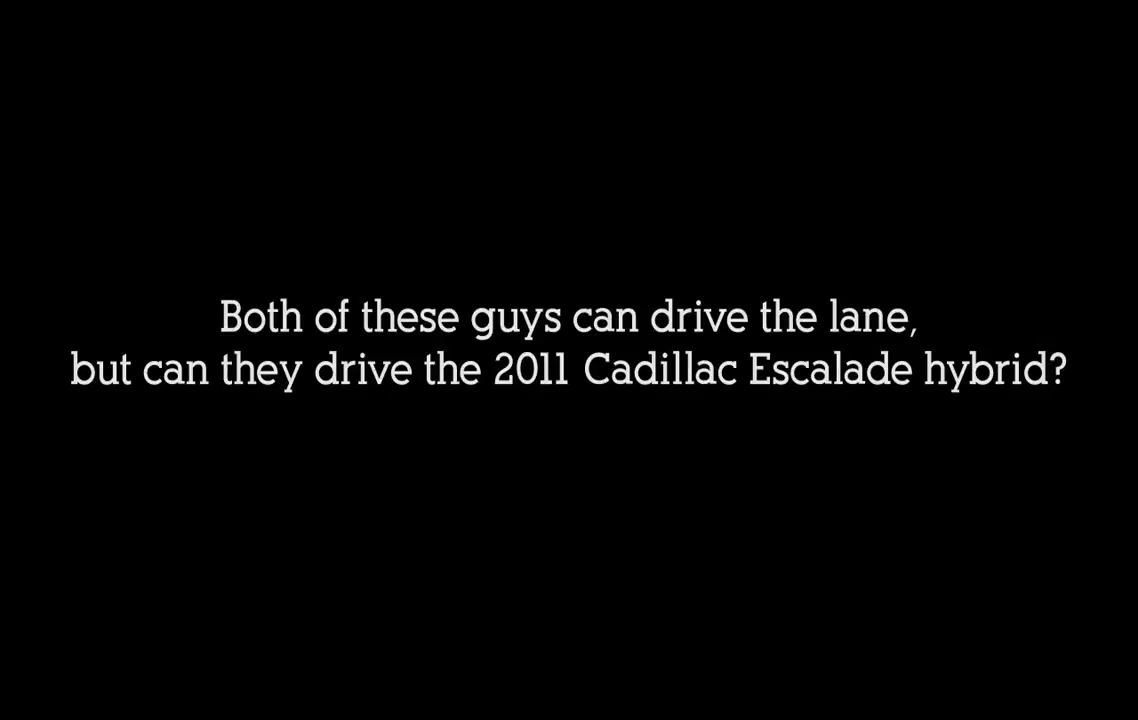 Both of these guys can drive the lane,
but can they drive the 2011 Cadillac Escalade hybrid?